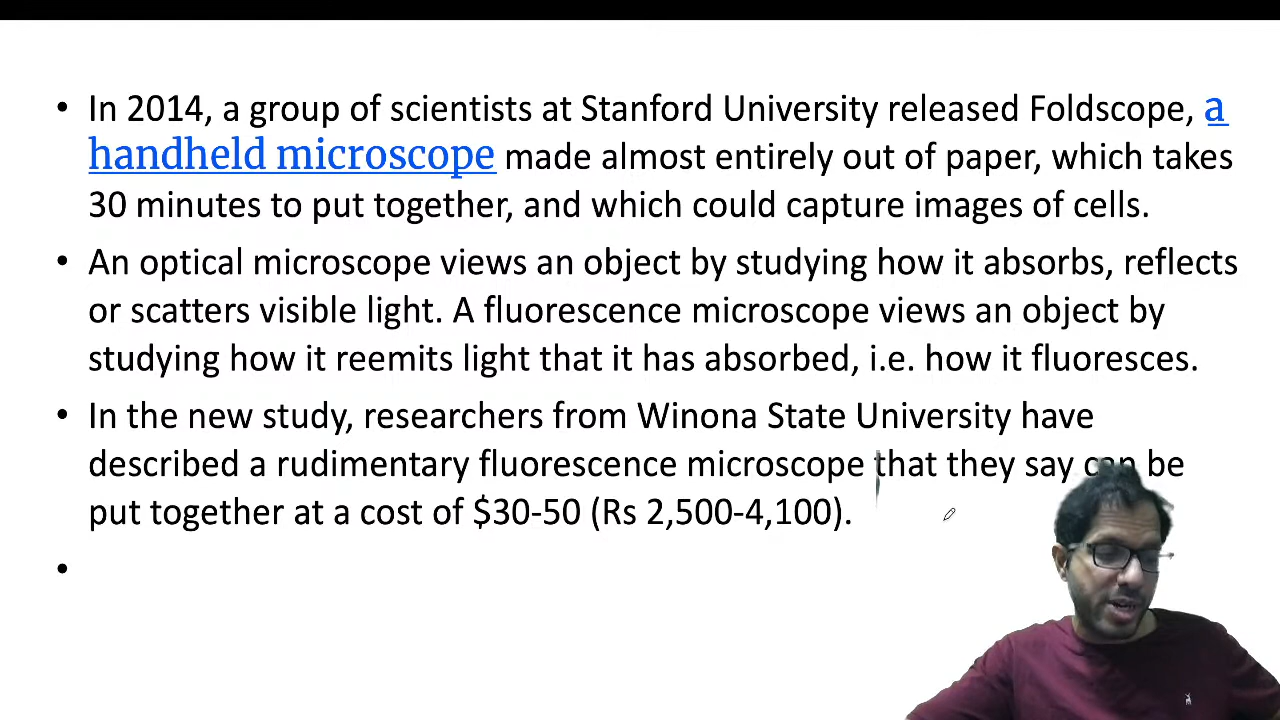 • In 2014, a group of scientists at Stanford University released Foldscope, a
handheld microscope made almost entirely out of paper, which takes
30 minutes to put together, and which could capture images of cells.
• An optical microscope views an object by studying how it absorbs, reflects
or scatters visible light. A fluorescence microscope views an object by
studying how it reemits light that it has absorbed, i.e. how it fluoresces.
• In the new study, researchers from Winona State University have
described a rudimentary fluorescence microscope that they say can be
put together at a cost of $30-50 (Rs 2,500-4,100).
•